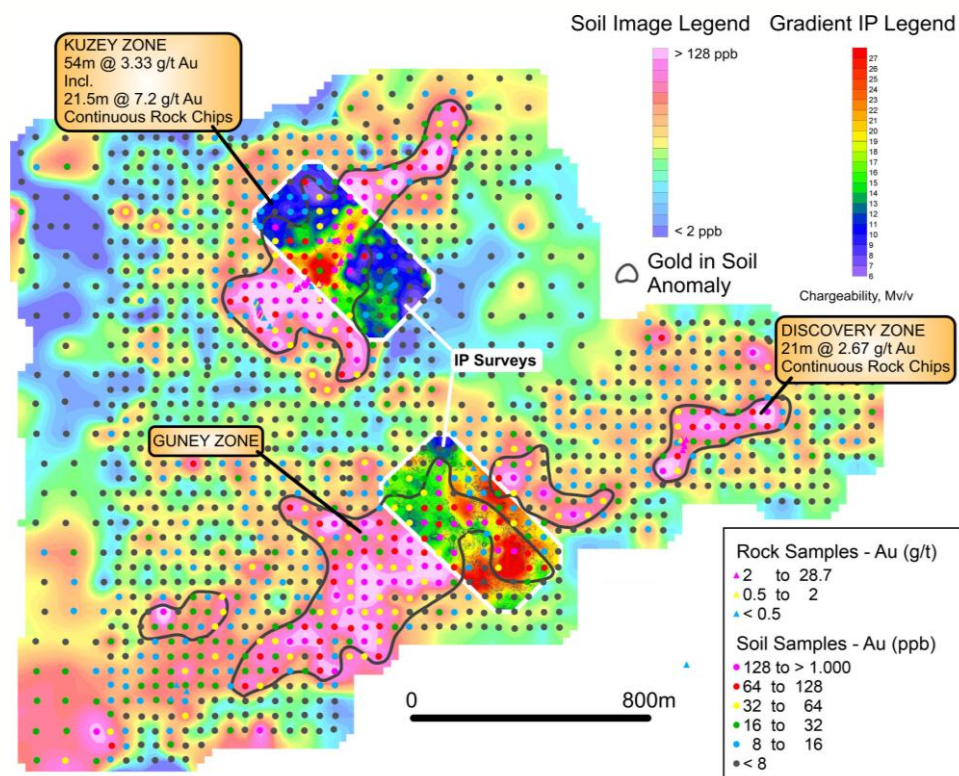 KUZEY ZONE
54m @ 3.33 g/t Au
Incl.
21.5m @ 7.2 g/t Au
Continuous Rock Chips
Soil Image Legend
> 128 ppb
< 2 ppb
Gold in Soil
Anomaly
Gradient IP Legend
27
26
25
24
23
22
21
20
19
18
17
16
15
14
13
12
11
10
9
8
7
6
Chargeability, Mv/v
DISCOVERY ZONE
21m @ 2.67 g/t Au
Continuous Rock Chips
IP Surveys
GUNEY ZONE
0 800m
Rock Samples - Au (g/t)
2 to 28.7
0.5 to 2
< 0.5
Soil Samples - Au (ppb)
128 to > 1.000
64 to 128
32 to 64
16 to 32
8 to 16
< 8